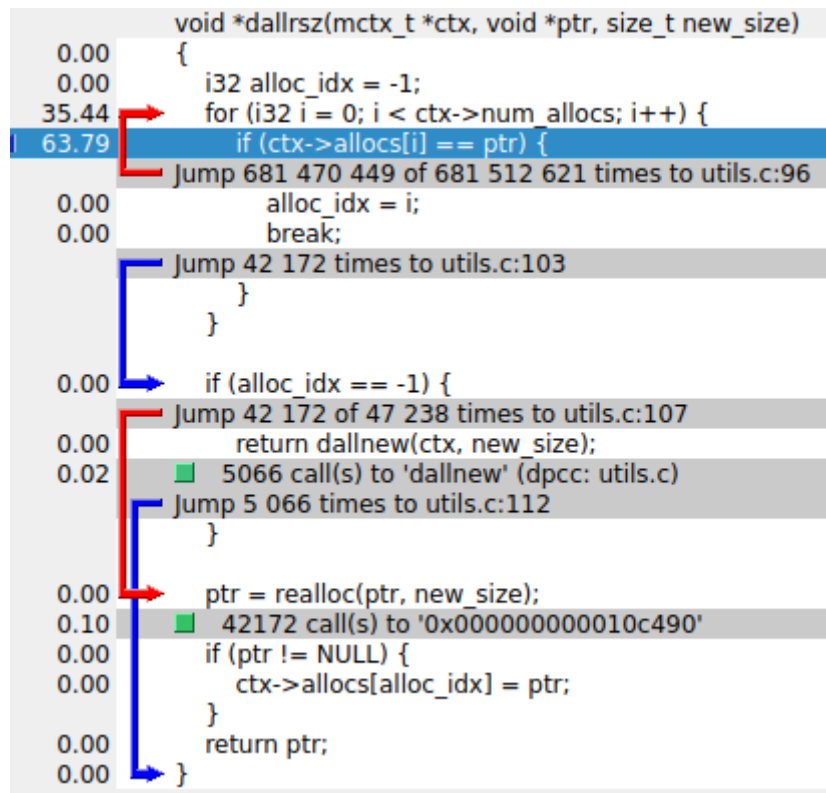 void *dallrsz(mctx_t *ctx, void *ptr, size_t new_size)
0.00 {
0.00 i32 alloc_idx = -1;
35.44 for (i32 i = 0; i < ctx->num_allocs; i++) {
63.79 if (ctx->allocs[i] == ptr) {
Jump 681 470 449 of 681 512 621 times to utils.c:96
0.00 alloc_idx = i;
0.00 break;
Jump 42 172 times to utils.c:103
}
}
0.00 if (alloc_idx == -1) {
Jump 42 172 of 47 238 times to utils.c:107
0.00 return dallnew(ctx, new_size);
0.02 5066 call(s) to 'dallnew' (dpcc: utils.c)
Jump 5 066 times to utils.c:112
}
0.00 ptr = realloc(ptr, new_size);
0.10 42172 call(s) to '0x000000000010c490'
0.00 if (ptr != NULL) {
0.00 ctx->allocs[alloc_idx] = ptr;
}
0.00 return ptr;
0.00 }